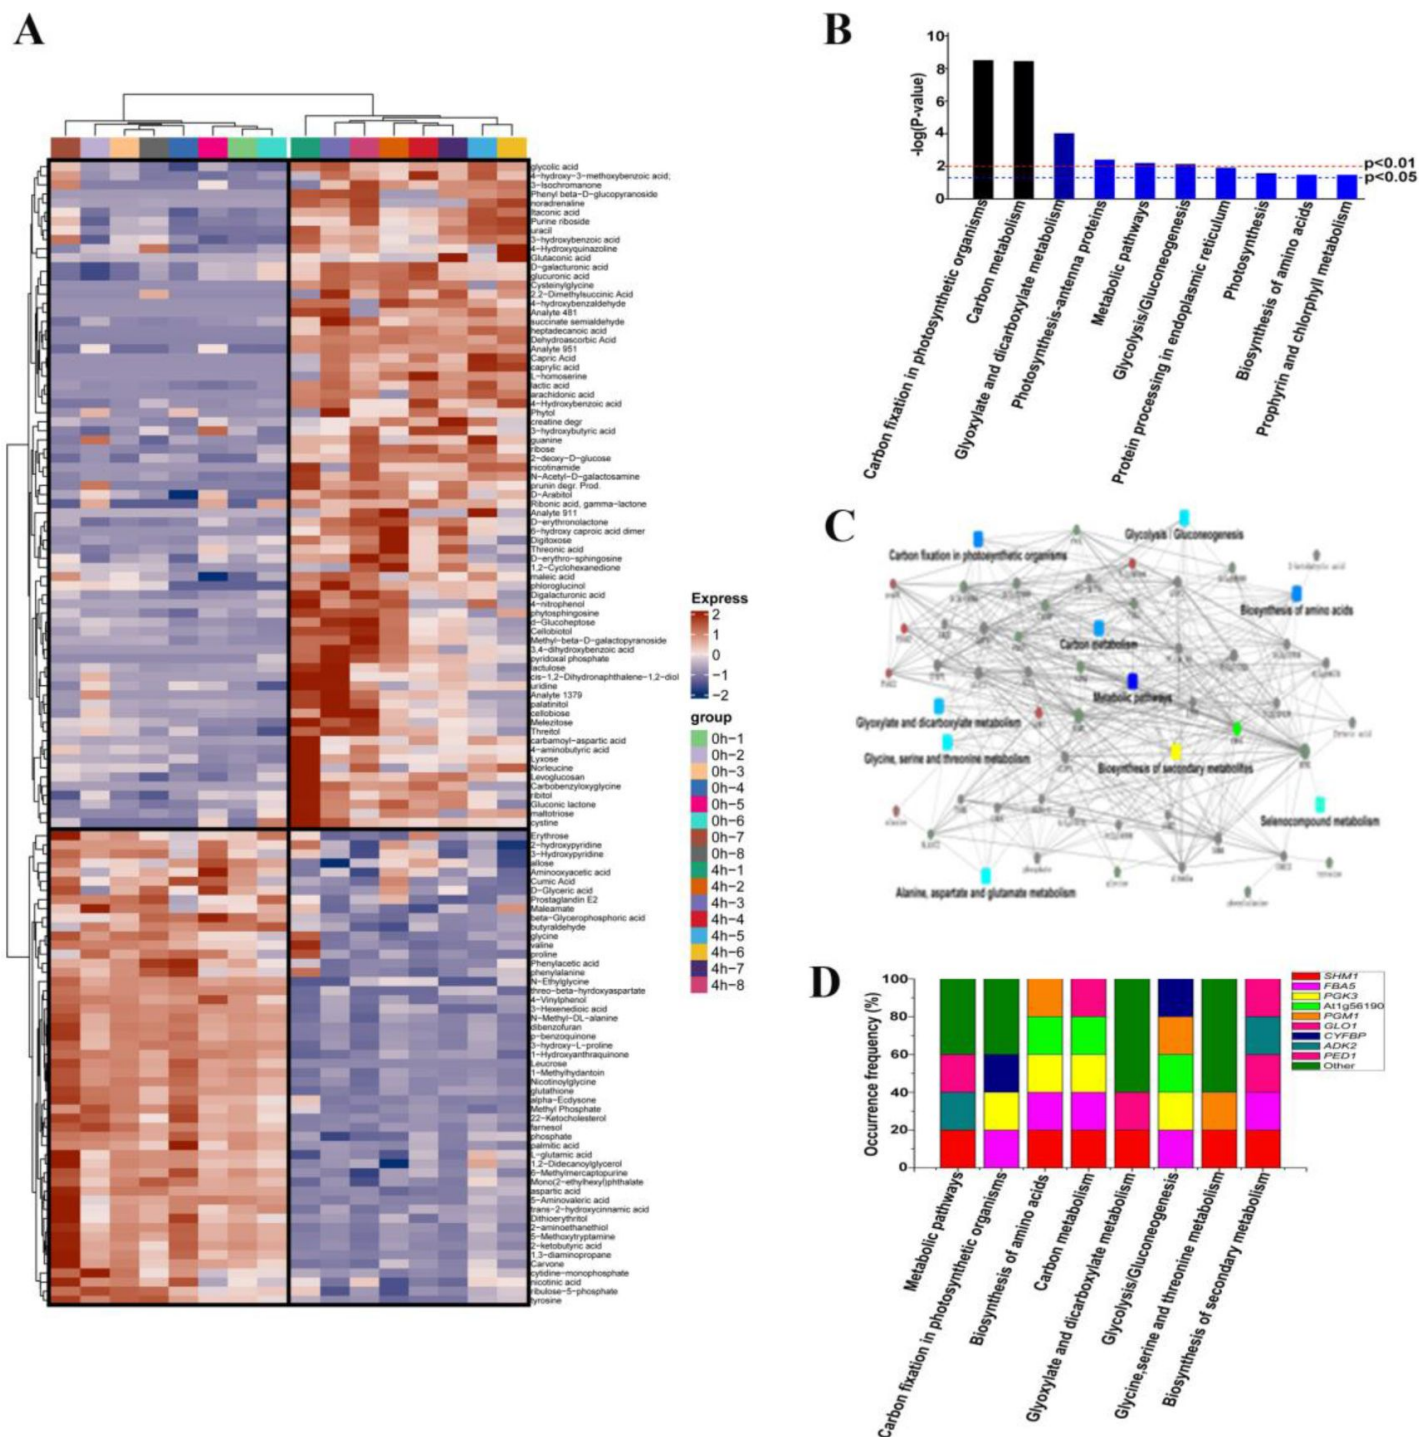 A
glycolic acid
4-hydroxy-3-methoxybenzoic acid;
3-Isochromanone
Phenyl beta-D-glucopyranoside
noradrenaline
Itaconic acid
Purine riboside
uracil
3-hydroxybenzoic acid
4-Hydroxyquinazoline
Glutaconic acid
D-galacturonic acid
glucuronic acid
Cysteinylglycine
2,2-Dimethylsuccinic Acid
4-hydroxybenzaldehyde
Analyte 481
succinate semialdehyde
heptadecanoic acid
Dehydroascorbic Acid
Analyte 951
Capric Acid
caprylic acid
L-homoserine
lactic acid
arachidonic acid
4-Hydroxybenzoic acid
Phytol
creatine degr
3-hydroxybutyric acid
guanine
ribose
2-deoxy-D-glucose
nicotinamide
N-Acetyl-D-galactosamine
prunin degr. Prod.
D-Arabitol
Ribonic acid, gamma-lactone
Analyte 911
D-erythronolactone
6-hydroxy caproic acid dimer
Digitoxose
Threonic acid
D-erythro-sphingosine
1,2-Cyclohexanedione
maleic acid
phloroglucinol
Digalacturonic acid
4-nitrophenol
phytosphingosine
d-Glucoheptose
Cellobiotol
Methyl-beta-D-galactopyranoside
3,4-dihydroxybenzoic acid
pyridoxal phosphate
lactulose
cis-1,2-Dihydronaphthalene-1,2-diol
uridine
Analyte 1379
palatinitol
cellobiose
Melezitose
Threitol
carbamoyl-aspartic acid
4-aminobutyric acid
Lyxose
Norleucine
Levoglucosan
Carbobenzyloxyglycine
ribitol
Gluconic lactone
maltotriose
cystine
Erythrose
2-hydroxypyridine
3-Hydroxypyridine
allose
Aminooxyacetic acid
Cumic Acid
D-Glyceric acid
Prostaglandin E2
Maleamate
beta-Glycerophosphoric acid
butyraldehyde
glycine
valine
proline
Phenylacetic acid
phenylalanine
N-Ethylglycine
threo-beta-hyrdoxyaspartate
4-Vinylphenol
3-Hexenedioic acid
N-Methyl-DL-alanine
dibenzofuran
p-benzoquinone
3-hydroxy-L-proline
1-Hydroxyanthraquinone
Leucrose
1-Methylhydantoin
Nicotinoylglycine
glutathione
alpha-Ecdysone
Methyl Phosphate
22-Ketocholesterol
farnesol
phosphate
palmitic acid
L-glutamic acid
1,2-Didecanoylglycerol
6-Methylmercaptopurine
Mono(2-ethylhexyl)phthalate
aspartic acid
5-Aminovaleric acid
trans-2-hydroxycinnamic acid
Dithioerythritol
2-aminoethanethiol
5-Methoxytryptamine
2-ketobutyric acid
1,3-diaminopropane
Carvone
cytidine-monophosphate
nicotinic acid
ribulose-5-phosphate
tyrosine
Express
2
1
0
−1
−2
group
0h−1
0h−2
0h−3
0h−4
0h−5
0h−6
0h−7
0h−8
4h−1
4h−2
4h−3
4h−4
4h−5
4h−6
4h−7
4h−8
B
-log(P-value)
10
8
6
4
2
0
p<0.01
p<0.05
Carbon fixation in photosynthetic organisms
Carbon metabolism
Glyoxylate and dicarboxylate metabolism
Photosynthesis-antenna proteins
Metabolic pathways
Glycolysis/Gluconeogenesis
Protein processing in endoplasmic reticulum
Photosynthesis
Biosynthesis of amino acids
Prophyrin and chlorphyll metabolism
C
Glycolysis / Gluconeogenesis
Carbon fixation in photosynthetic organisms
Biosynthesis of amino acids
Carbon metabolism
Metabolic pathways
Glyoxylate and dicarboxylate metabolism
Glycine, serine and threonine metabolism
Biosynthesis of secondary metabolites
Selenocompound metabolism
Alanine, aspartate and glutamate metabolism
D
Occurrence frequency (%)
100
80
60
40
20
0
SHM1
FBA5
PGK3
At1g56190
PGM1
GLO1
CYFBP
ADK2
PED1
Other
Metabolic pathways
Carbon fixation in photosynthetic organisms
Biosynthesis of amino acids
Carbon metabolism
Glyoxylate and dicarboxylate metabolism
Glycolysis/Gluconeogenesis
Glycine,serine and threonine metabolism
Biosynthesis of secondary metabolism